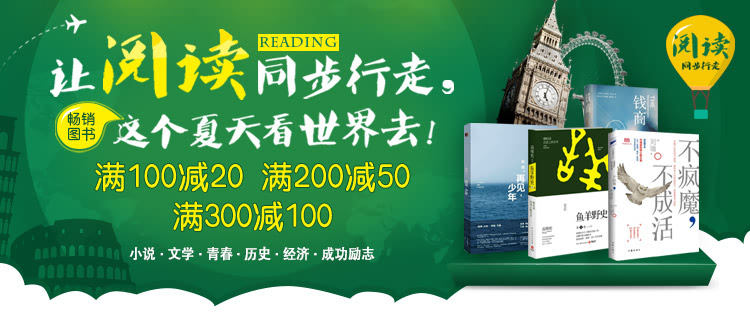 READING
让阅读同步行走,
畅销图书
这个夏天看世界去!
满100减20 满200减50
满300减100
小说·文学·青春·历史·经济·成功励志
阅读
同步行走
钱商
再见,
少年
鱼羊野史
不疯魔,
不成活